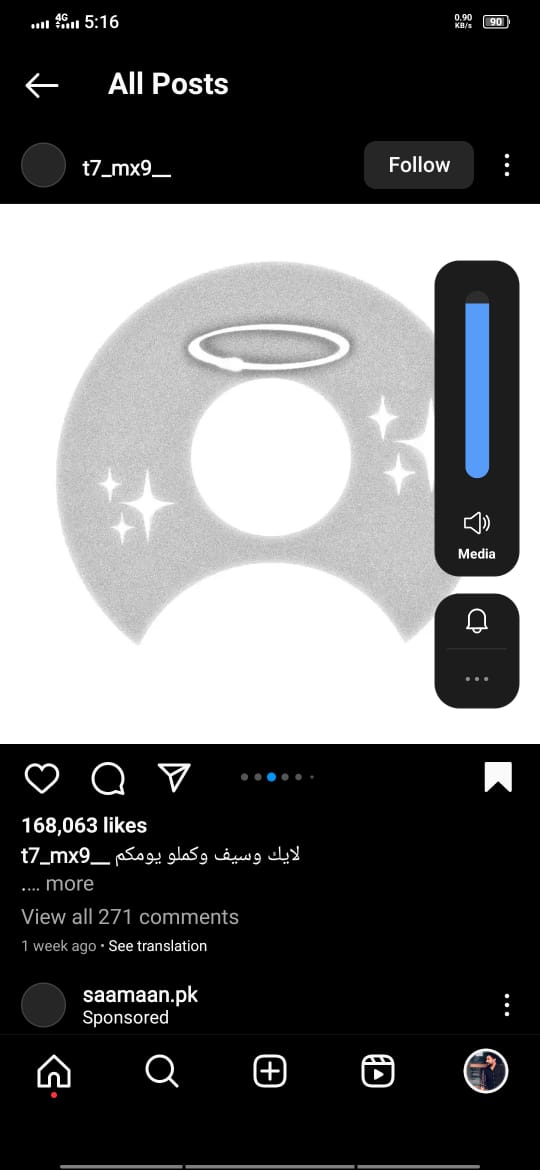 4G 5:16 0.90 KB/s 90
All Posts
t7_mx9__ Follow
Media
168,063 likes
t7_mx9__ لايك وسيف وكملو يومكم
.... more
View all 271 comments
1 week ago • See translation
saamaan.pk
Sponsored